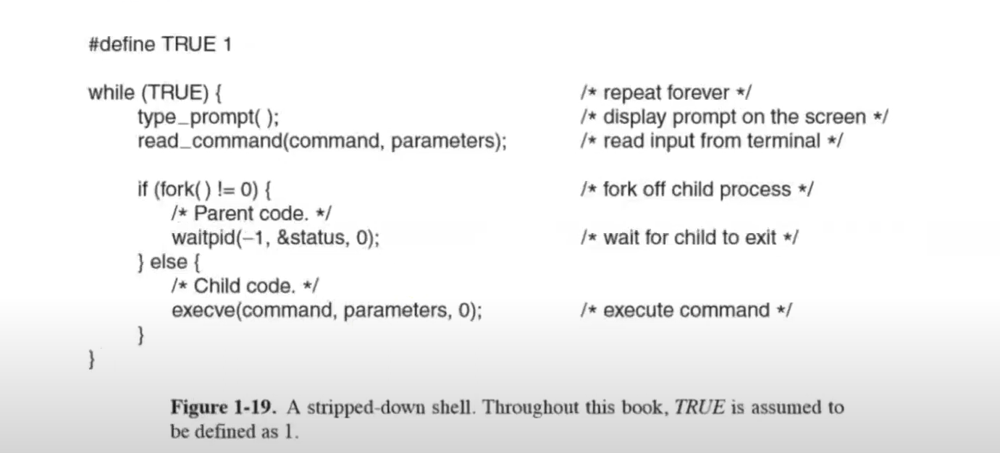 #define TRUE 1
while (TRUE) { /* repeat forever */
type_prompt( ); /* display prompt on the screen */
read_command(command, parameters); /* read input from terminal */
if (fork( ) != 0) { /* fork off child process */
/* Parent code. */
waitpid(−1, &status, 0); /* wait for child to exit */
} else {
/* Child code. */
execve(command, parameters, 0); /* execute command */
}
}
Figure 1-19. A stripped-down shell. Throughout this book, TRUE is assumed to
be defined as 1.